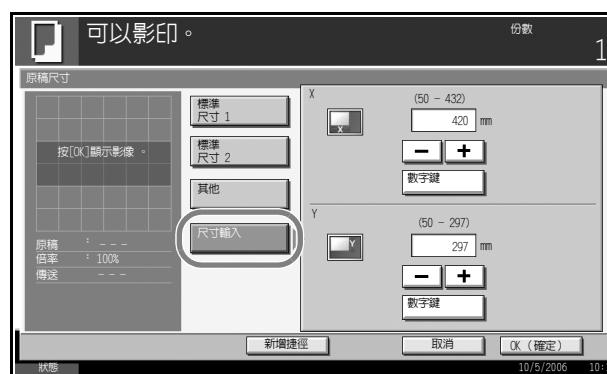 可以影印。
份數
1
原稿尺寸
按[OK]顯示影像。
原稿 : ---
倍率 : 100%
傳送 ---
標準
尺寸 1
標準
尺寸 2
其他
尺寸輸入
X
(50 - 432)
X
420 mm
- +
數字鍵
Y
(50 - 297)
Y
297 mm
- +
數字鍵
新增捷徑
取消
OK (確定)
狀態
10/5/2006 10: